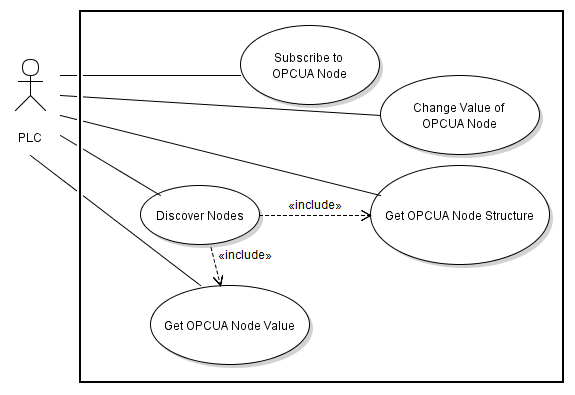 Subscribe to
OPCUA Node
Change Value of
OPCUA Node
PLC
«include»
Discover Nodes
Get OPCUA Node Structure
«include»
Get OPCUA Node Value